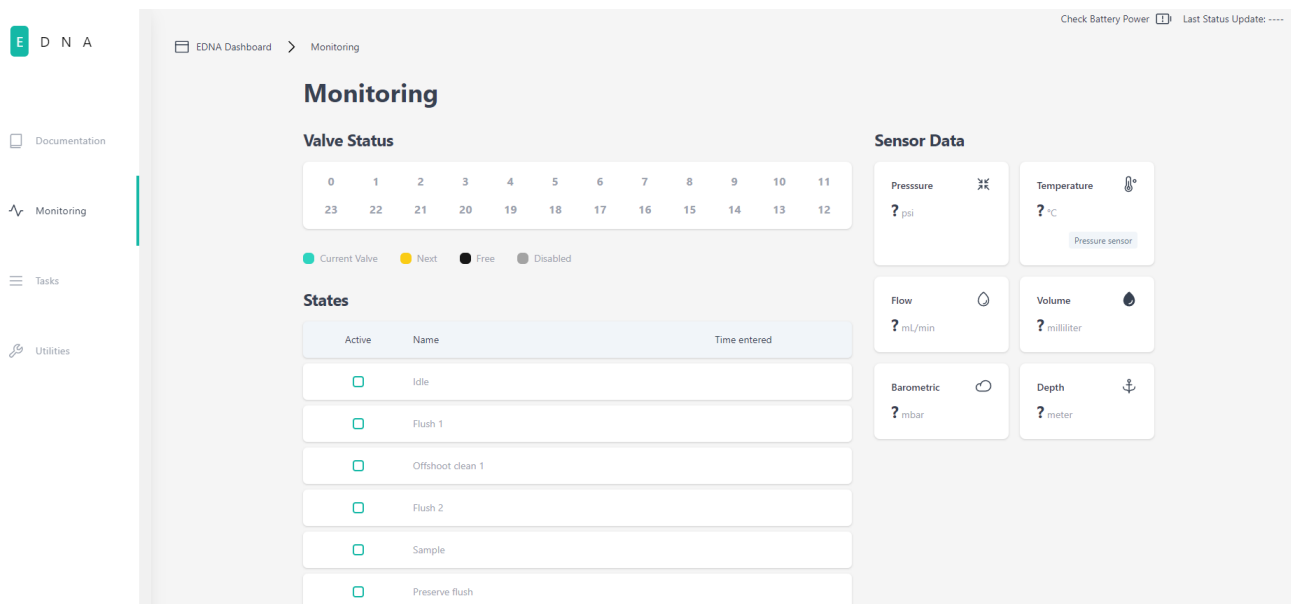 Check Battery Power Last Status Update: ----
E D N A
EDNA Dashboard > Monitoring
Monitoring
Documentation
Monitoring
Tasks
Utilities
Valve Status
0 1 2 3 4 5 6 7 8 9 10 11
23 22 21 20 19 18 17 16 15 14 13 12
Current Valve Next Free Disabled
States
Active Name Time entered
Idle
Flush 1
Offshoot clean 1
Flush 2
Sample
Preserve flush
Sensor Data
Presssure
? psi
Temperature
? °C
Pressure sensor
Flow
? mL/min
Volume
? milliliter
Barometric
? mbar
Depth
? meter